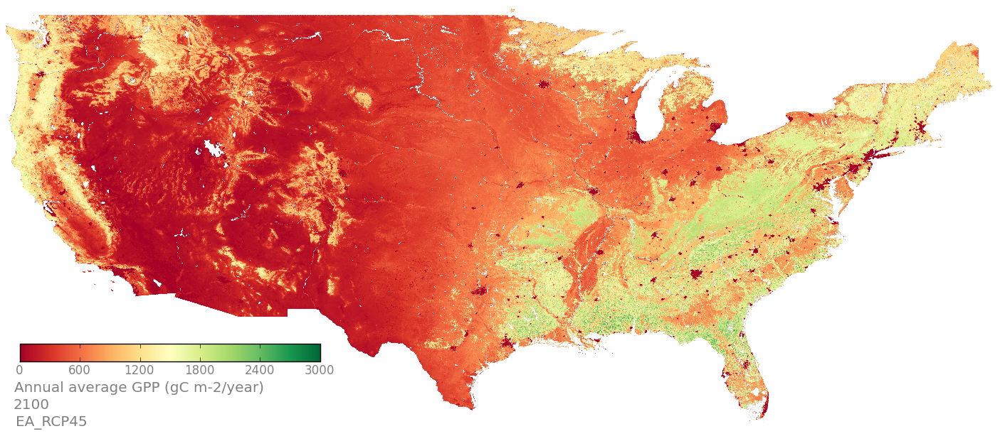 0 600 1200 1800 2400 3000
Annual average GPP (gC m-2/year)
2100
EA_RCP45